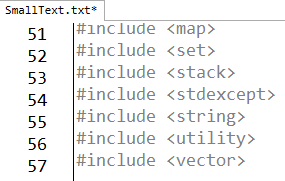 SmallText.txt*
51 #include <map>
52 #include <set>
53 #include <stack>
54 #include <stdexcept>
55 #include <string>
56 #include <utility>
57 #include <vector>